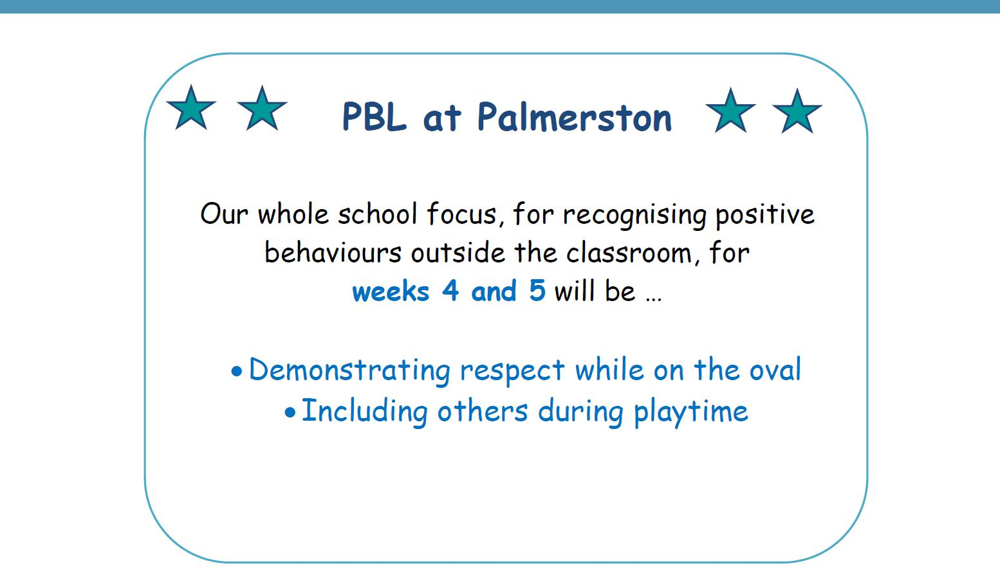 PBL at Palmerston
Our whole school focus, for recognising positive
behaviours outside the classroom, for
weeks 4 and 5 will be ...
• Demonstrating respect while on the oval
• Including others during playtime